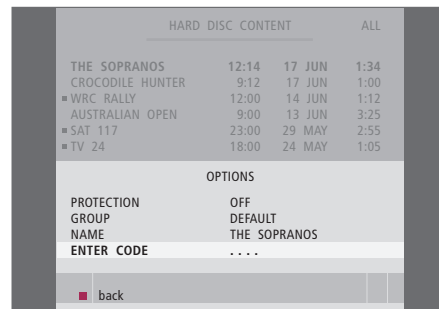 HARD DISC CONTENT ALL
THE SOPRANOS 12:14 17 JUN 1:34
CROCODILE HUNTER 9:12 17 JUN 1:00
WRC RALLY 12:00 14 JUN 1:12
AUSTRALIAN OPEN 9:00 13 JUN 3:25
SAT 117 23:00 29 MAY 2:55
TV 24 18:00 24 MAY 1:05
OPTIONS
PROTECTION OFF
GROUP DEFAULT
NAME THE SOPRANOS
ENTER CODE . . . .
back